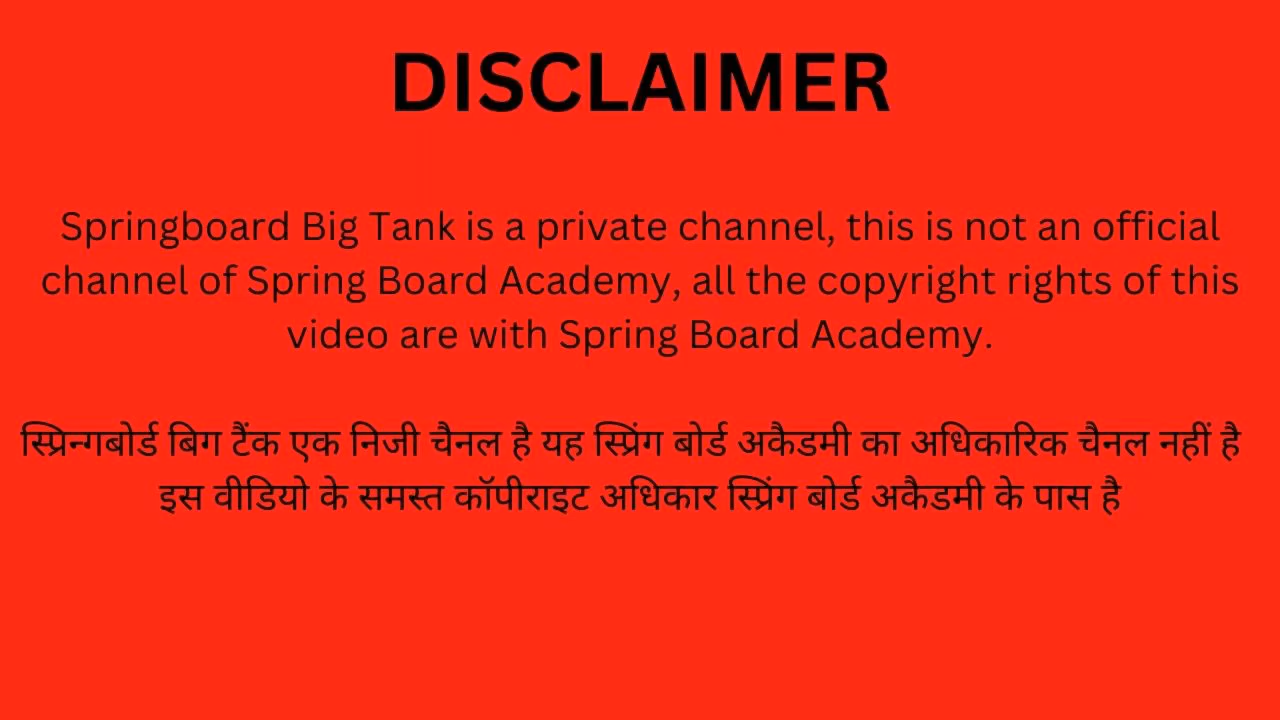 DISCLAIMER
Springboard Big Tank is a private channel, this is not an official
channel of Spring Board Academy, all the copyright rights of this
video are with Spring Board Academy.
स्प्रिन्गबोर्ड बिग टैंक एक निजी चैनल है यह स्प्रिंग बोर्ड अकैडमी का अधिकारिक चैनल नहीं है
इस वीडियो के समस्त कॉपीराइट अधिकार स्प्रिंग बोर्ड अकैडमी के पास है